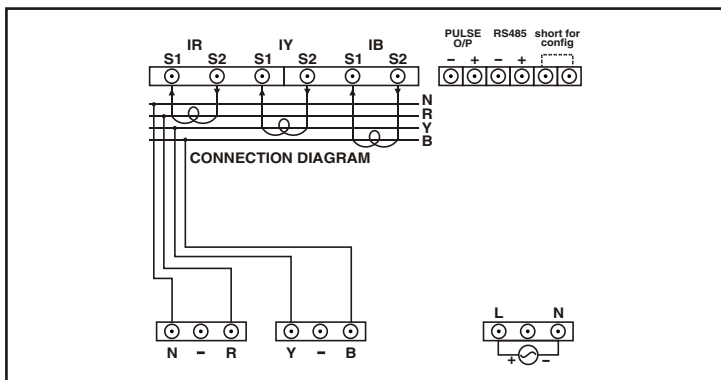 IR IY IB
S1 S2 S1 S2 S1 S2
PULSE O/P RS485 short for config
− + − +
N
R
Y
B
CONNECTION DIAGRAM
N − R Y − B
L N
+ −